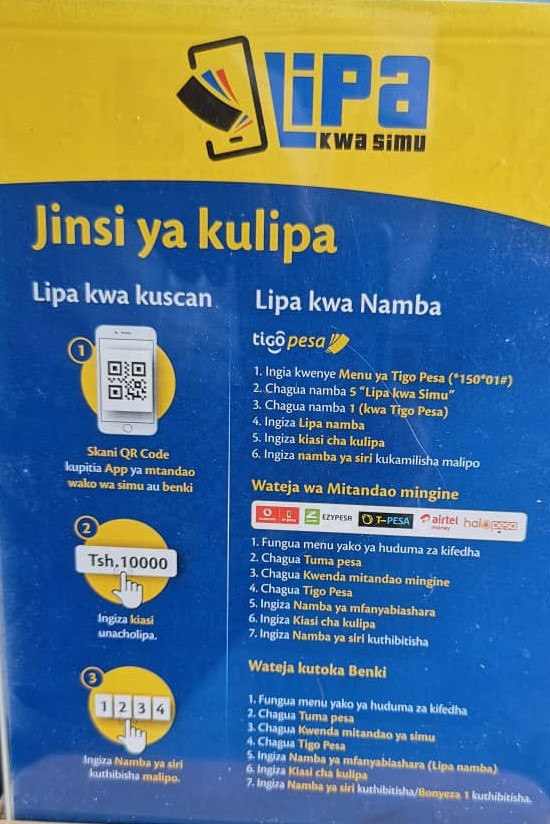 LiPA
KWA SiMU
Jinsi ya kulipa
Lipa kwa kuscan
1
Skani QR Code
kupitia App ya mtandao
wako wa simu au benki
2
Tsh.10000
Ingiza kiasi
unacholipa.
3
1 2 3 4
Ingiza Namba ya siri
kuthibisha malipo.
Lipa kwa Namba
tigo pesa
1. Ingia kwenye Menu ya Tigo Pesa (*150*01#)
2. Chagua namba 5 “Lipa kwa Simu”
3. Chagua namba 1 (kwa Tigo Pesa)
4. Ingiza Lipa namba
5. Ingiza kiasi cha kulipa
6. Ingiza namba ya siri kukamilisha malipo
Wateja wa Mitandao mingine
EZYPESA T-PESA airtel money halopesa
1. Fungua menu yako ya huduma za kifedha
2. Chagua Tuma pesa
3. Chagua Kwenda mitandao mingine
4. Chagua Tigo Pesa
5. Ingiza Namba ya mfanyabiashara
6. Ingiza Kiasi cha kulipa
7. Ingiza Namba ya siri kuthibitisha
Wateja kutoka Benki
1. Fungua menu yako ya huduma za kifedha
2. Chagua Tuma pesa
3. Chagua Kwenda mitandao ya simu
4. Chagua Tigo Pesa
5. Ingiza Namba ya mfanyabiashara (Lipa namba)
6. Ingiza Kiasi cha kulipa
7. Ingiza Namba ya siri kuthibitisha/Bonyeza 1 kuthibitisha.